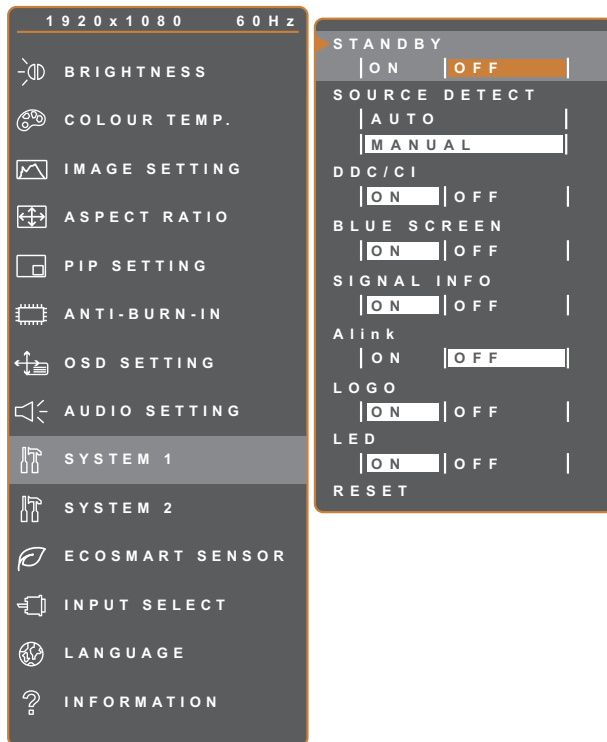 1920x1080 60Hz
BRIGHTNESS
COLOUR TEMP.
IMAGE SETTING
ASPECT RATIO
PIP SETTING
ANTI-BURN-IN
OSD SETTING
AUDIO SETTING
SYSTEM 1
SYSTEM 2
ECOSMART SENSOR
INPUT SELECT
LANGUAGE
INFORMATION
STANDBY
ON OFF
SOURCE DETECT
AUTO
MANUAL
DDC/CI
ON OFF
BLUE SCREEN
ON OFF
SIGNAL INFO
ON OFF
Alink
ON OFF
LOGO
ON OFF
LED
ON OFF
RESET